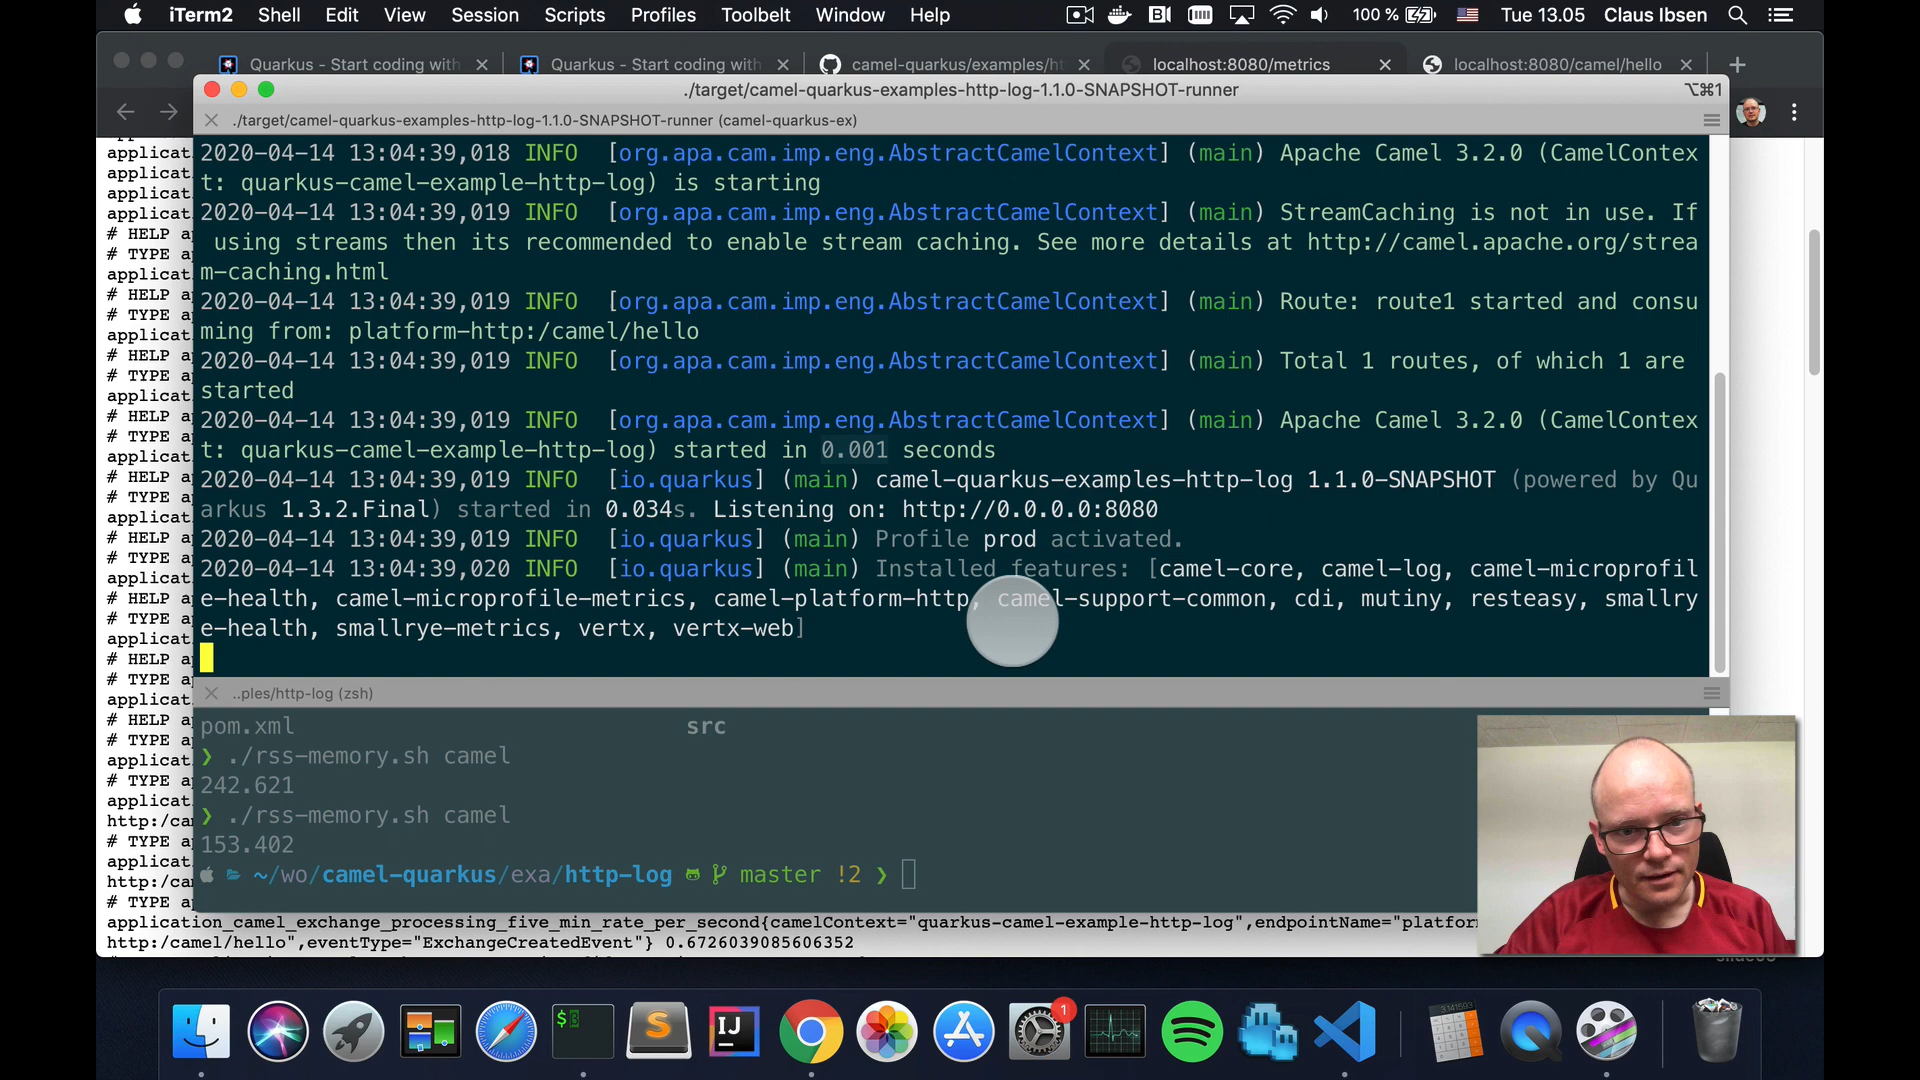 iTerm2 Shell Edit View Session Scripts Profiles Toolbelt Window Help 100 % Tue 13.05 Claus Ibsen
Quarkus - Start coding with Quarkus - Start coding with camel-quarkus/examples/ht localhost:8080/metrics localhost:8080/camel/hello
./target/camel-quarkus-examples-http-log-1.1.0-SNAPSHOT-runner ⌥⌘1
./target/camel-quarkus-examples-http-log-1.1.0-SNAPSHOT-runner (camel-quarkus-ex)
2020-04-14 13:04:39,018 INFO [org.apa.cam.imp.eng.AbstractCamelContext] (main) Apache Camel 3.2.0 (CamelContex
t: quarkus-camel-example-http-log) is starting
2020-04-14 13:04:39,019 INFO [org.apa.cam.imp.eng.AbstractCamelContext] (main) StreamCaching is not in use. If
using streams then its recommended to enable stream caching. See more details at http://camel.apache.org/strea
m-caching.html
2020-04-14 13:04:39,019 INFO [org.apa.cam.imp.eng.AbstractCamelContext] (main) Route: route1 started and consu
ming from: platform-http:/camel/hello
2020-04-14 13:04:39,019 INFO [org.apa.cam.imp.eng.AbstractCamelContext] (main) Total 1 routes, of which 1 are
started
2020-04-14 13:04:39,019 INFO [org.apa.cam.imp.eng.AbstractCamelContext] (main) Apache Camel 3.2.0 (CamelContex
t: quarkus-camel-example-http-log) started in 0.001 seconds
2020-04-14 13:04:39,019 INFO [io.quarkus] (main) camel-quarkus-examples-http-log 1.1.0-SNAPSHOT (powered by Qu
arkus 1.3.2.Final) started in 0.034s. Listening on: http://0.0.0.0:8080
2020-04-14 13:04:39,019 INFO [io.quarkus] (main) Profile prod activated.
2020-04-14 13:04:39,020 INFO [io.quarkus] (main) Installed features: [camel-core, camel-log, camel-microprofil
e-health, camel-microprofile-metrics, camel-platform-http, camel-support-common, cdi, mutiny, resteasy, smallry
e-health, smallrye-metrics, vertx, vertx-web]
..ples/http-log (zsh)
pom.xml src
❯ ./rss-memory.sh camel
242.621
❯ ./rss-memory.sh camel
153.402
~/wo/camel-quarkus/exa/http-log master !2 ❯
application_camel_exchange_processing_five_min_rate_per_second{camelContext="quarkus-camel-example-http-log",endpointName="platfor
http:/camel/hello",eventType="ExchangeCreatedEvent"} 0.6726039085606352